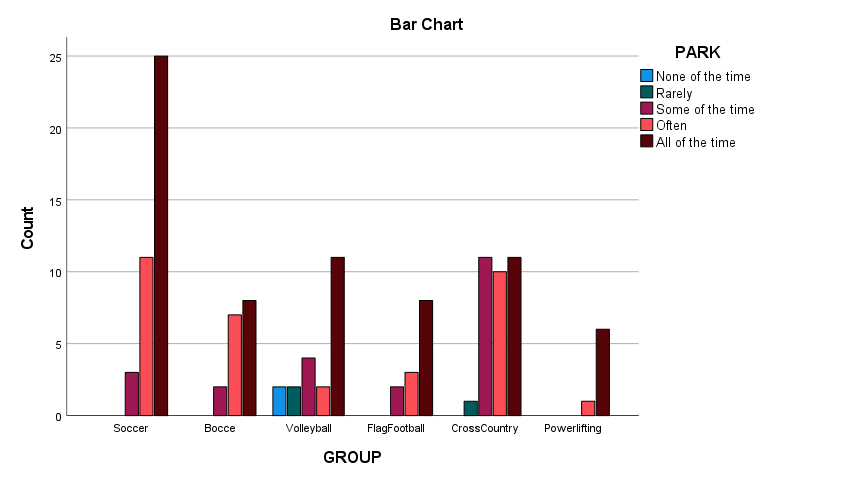 Bar Chart
PARK
None of the time
Rarely
Some of the time
Often
All of the time
Count
25
20
15
10
5
0
Soccer
Bocce
Volleyball
FlagFootball
CrossCountry
Powerlifting
GROUP